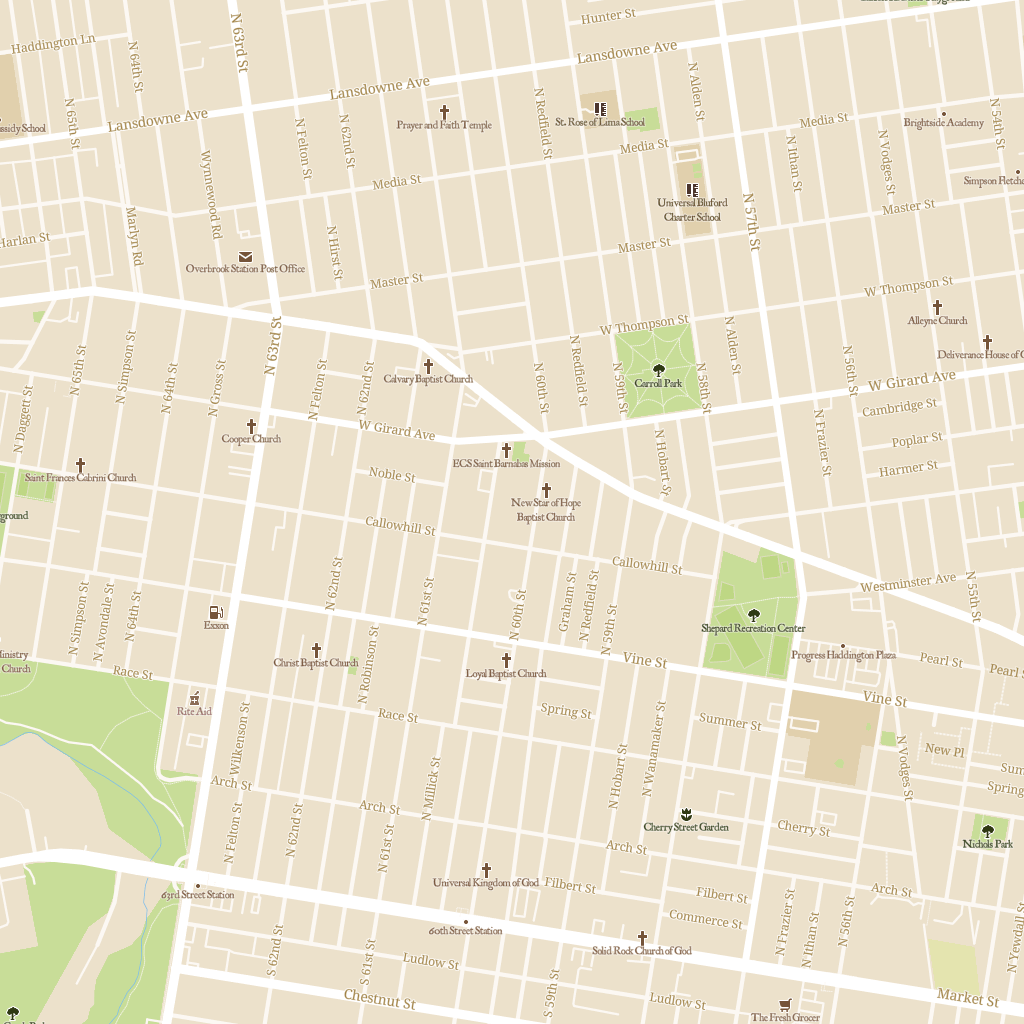 Hunter St
Haddington Ln
N 63rd St
N 64th St
Lansdowne Ave
Lansdowne Ave
Lansdowne Ave
N Alden St
N Redfield St
N 65th St
St. Rose of Lima School
Prayer and Faith Temple
Brightside Academy
N 54th St
Media St
Media St
Media St
N Felton St
N 62nd St
N Ithan St
N Vodges St
Wynnewood Rd
Universal Bluford
Charter School
Master St
Master St
Master St
N 57th St
Marlyn Rd
Harlan St
N Hirst St
Overbrook Station Post Office
W Thompson St
W Thompson St
Alleyne Church
N 63rd St
N Simpson St
N 65th St
N 64th St
N Gross St
N Felton St
N 62nd St
Calvary Baptist Church
N 60th St
N Redfield St
N 59th St
Carroll Park
N 58th St
N Alden St
N 56th St
W Girard Ave
W Girard Ave
N Daggett St
Cooper Church
Cambridge St
Poplar St
Harmer St
N Frazier St
N Hobart St
ECS Saint Barnabas Mission
Saint Frances Cabrini Church
Noble St
New Star of Hope
Baptist Church
Callowhill St
Callowhill St
N Simpson St
N Avondale St
N 64th St
N 62nd St
N 61st St
N 60th St
Graham St
N Redfield St
N 59th St
Westminster Ave
N 55th St
Exxon
Shepard Recreation Center
Christ Baptist Church
N Robinson St
Loyal Baptist Church
Vine St
Vine St
Progress Haddington Plaza
Pearl St
Race St
Race St
Rite Aid
N Wilkenson St
Spring St
Summer St
N Wanamaker St
N Hobart St
N Vodges St
New Pl
Arch St
Arch St
Arch St
Arch St
N Millick St
N Felton St
N 62nd St
N 61st St
Cherry Street Garden
Cherry St
Nichols Park
Universal Kingdom of God
63rd Street Station
60th Street Station
Filbert St
Filbert St
Commerce St
N Frazier St
N Ithan St
N 56th St
N Yewdall St
Solid Rock Church of God
S 62nd St
S 61st St
S 59th St
Ludlow St
Ludlow St
Chestnut St
Market St
The Fresh Grocer